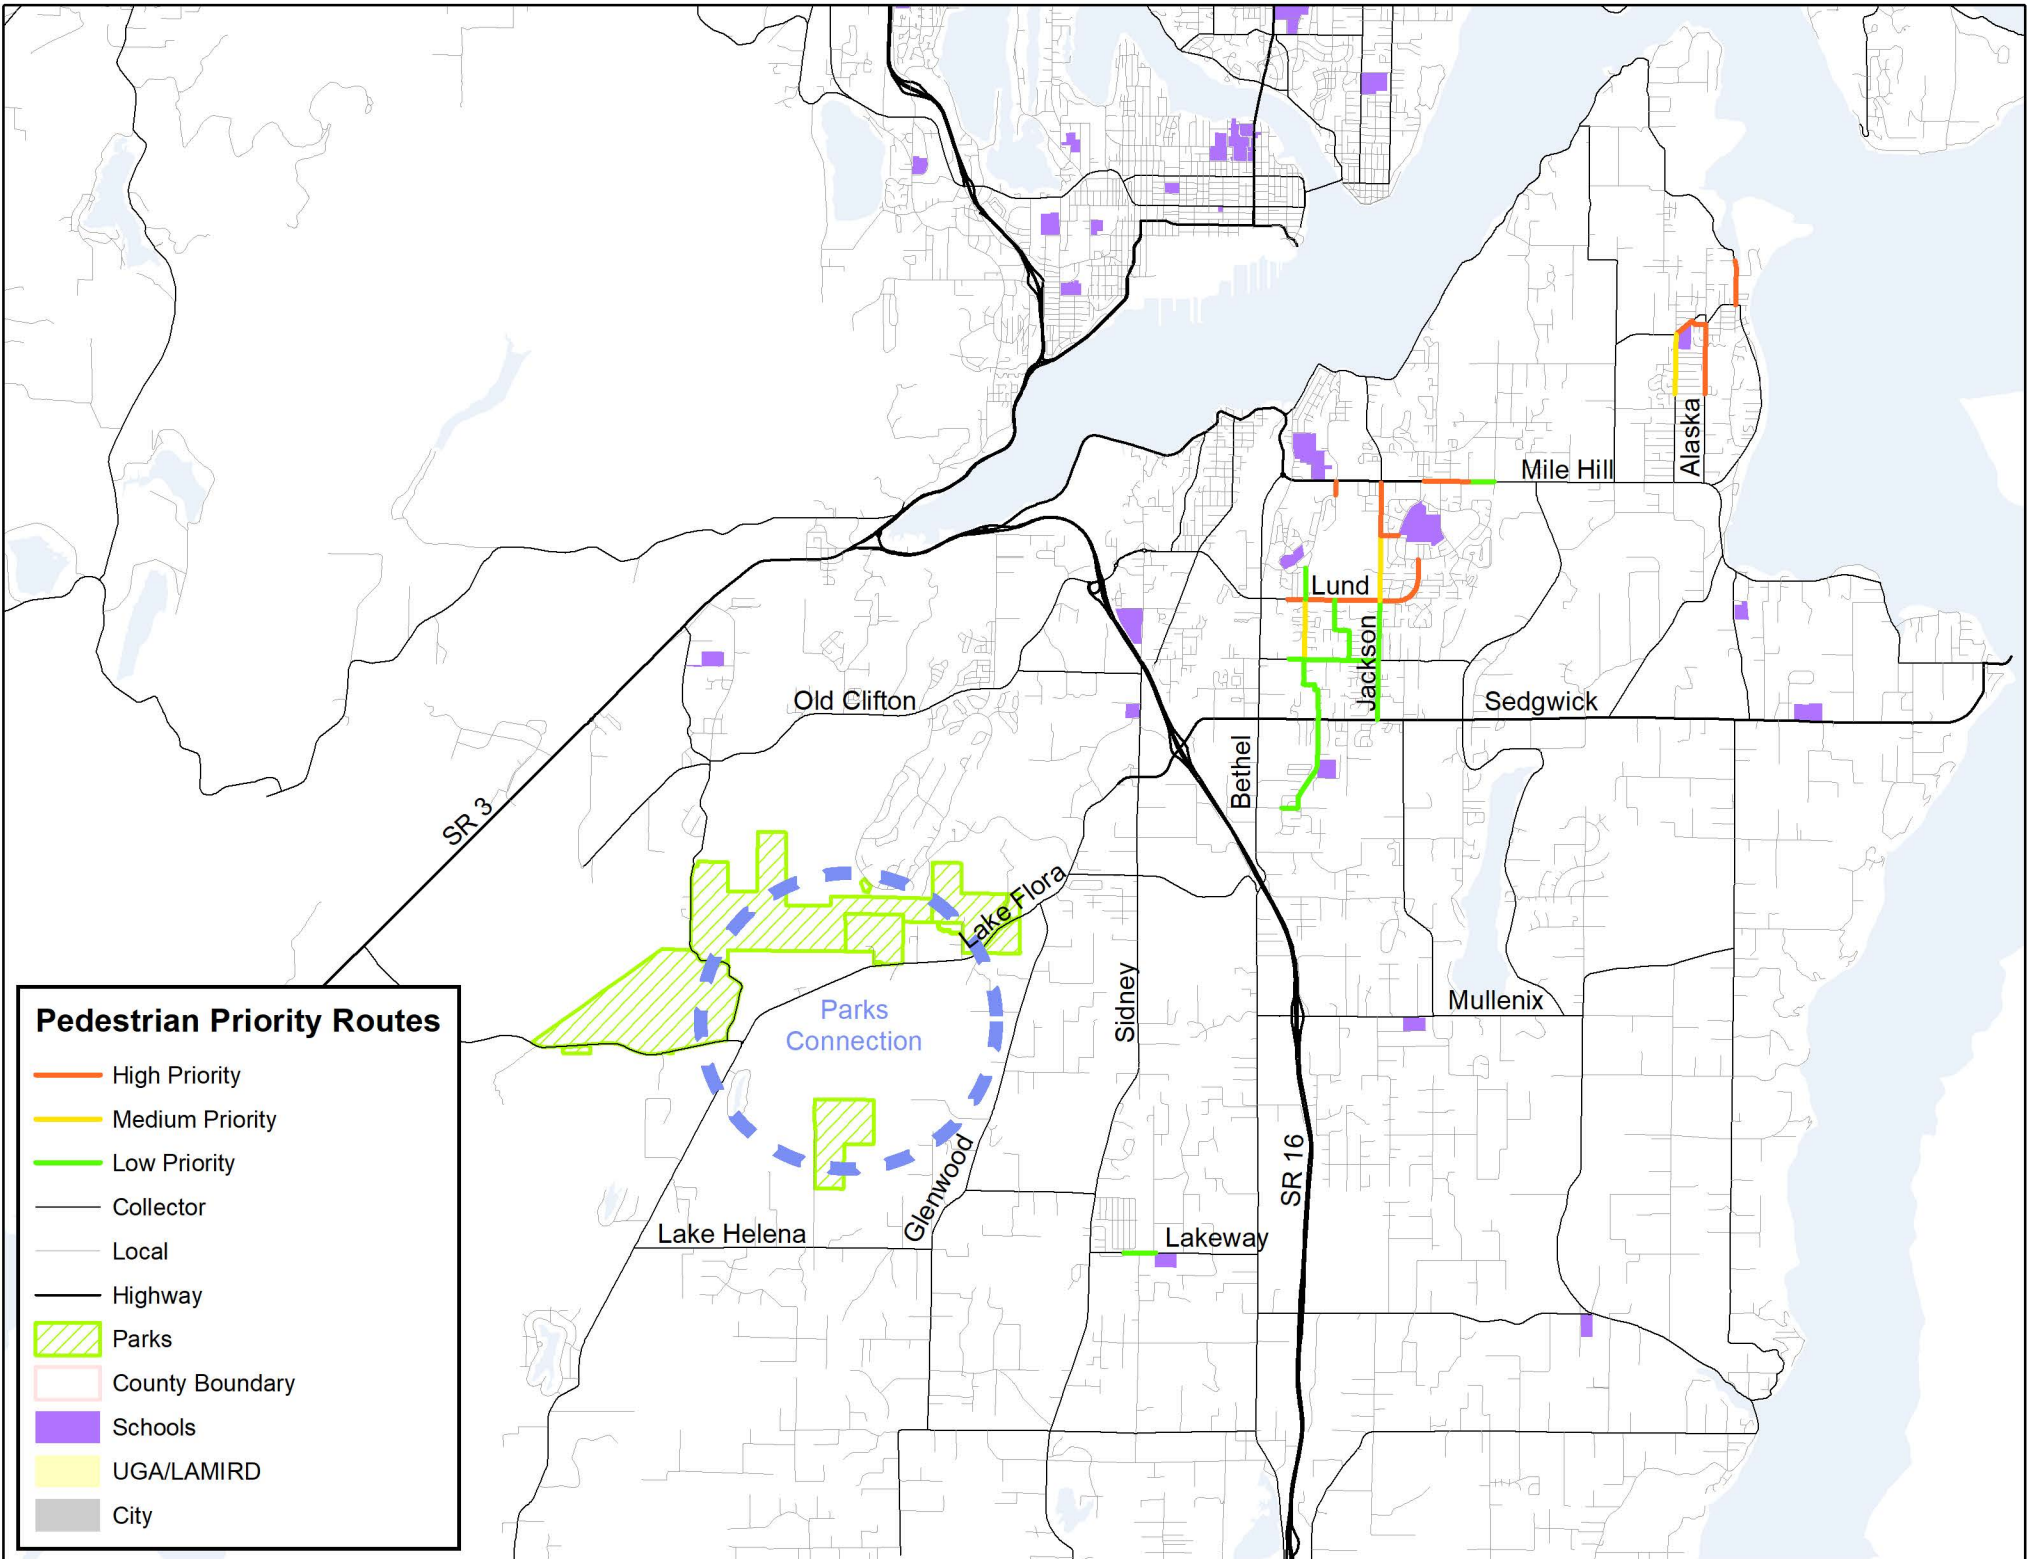 Mile Hill
Alaska
Lund
Jackson
Old Clifton
Sedgwick
Bethel
SR 3
Lake Flora
Sidney
Parks
Connection
Mullenix
SR 16
Glenwood
Lake Helena
Lakeway
Pedestrian Priority Routes
High Priority
Medium Priority
Low Priority
Collector
Local
Highway
Parks
County Boundary
Schools
UGA/LAMIRD
City